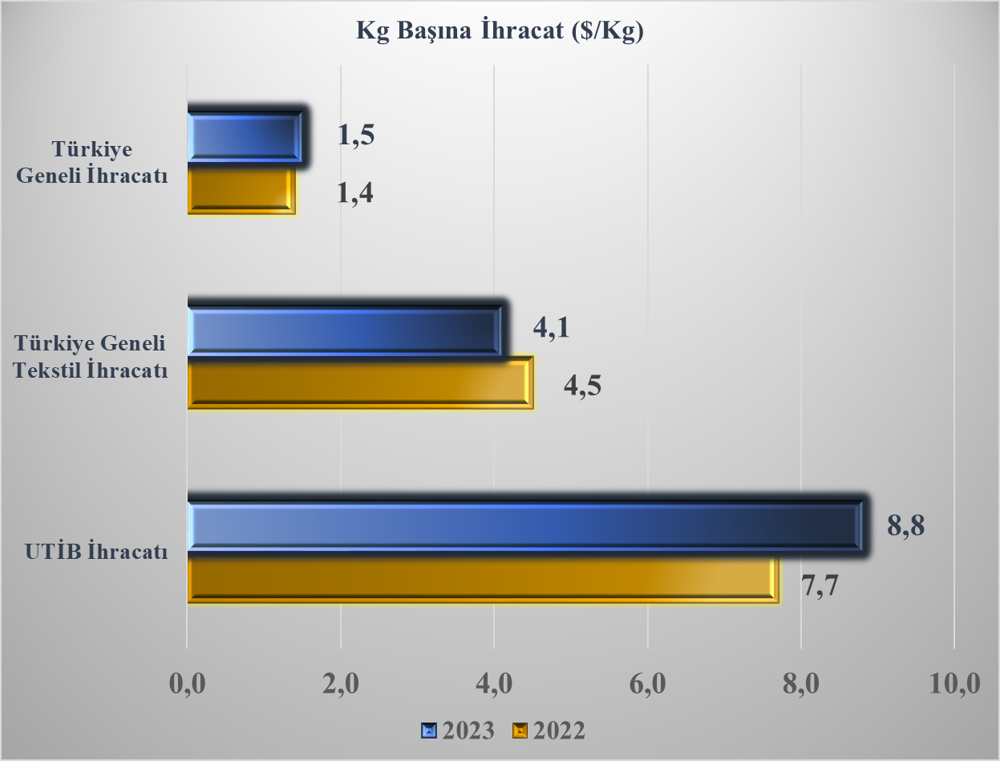 Kg Başına İhracat ($/Kg)
Türkiye
Geneli İhracatı
1,5
1,4
Türkiye Geneli
Tekstil İhracatı
4,1
4,5
UTİB İhracatı
8,8
7,7
0,0 2,0 4,0 6,0 8,0 10,0
2023 2022